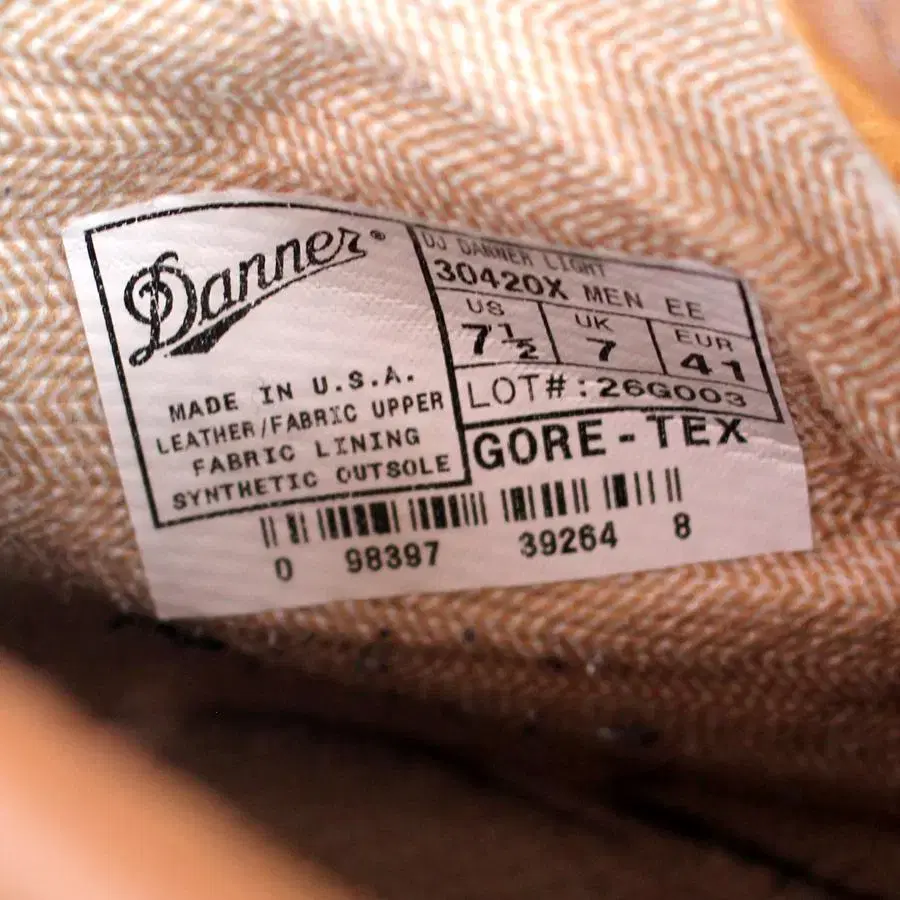 Danner®
MADE IN U.S.A.
LEATHER/FABRIC UPPER
FABRIC LINING
SYNTHETIC OUTSOLE
DJ DANNER LIGHT
30420X MEN EE
US UK EUR
7½ 7 41
LOT#:26G003
GORE-TEX
0 98397 39264 8